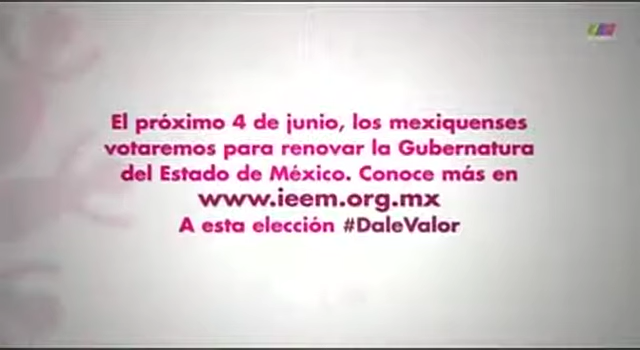 El próximo 4 de junio, los mexiquenses
votaremos para renovar la Gubernatura
del Estado de México. Conoce más en
www.ieem.org.mx
A esta elección #DaleValor